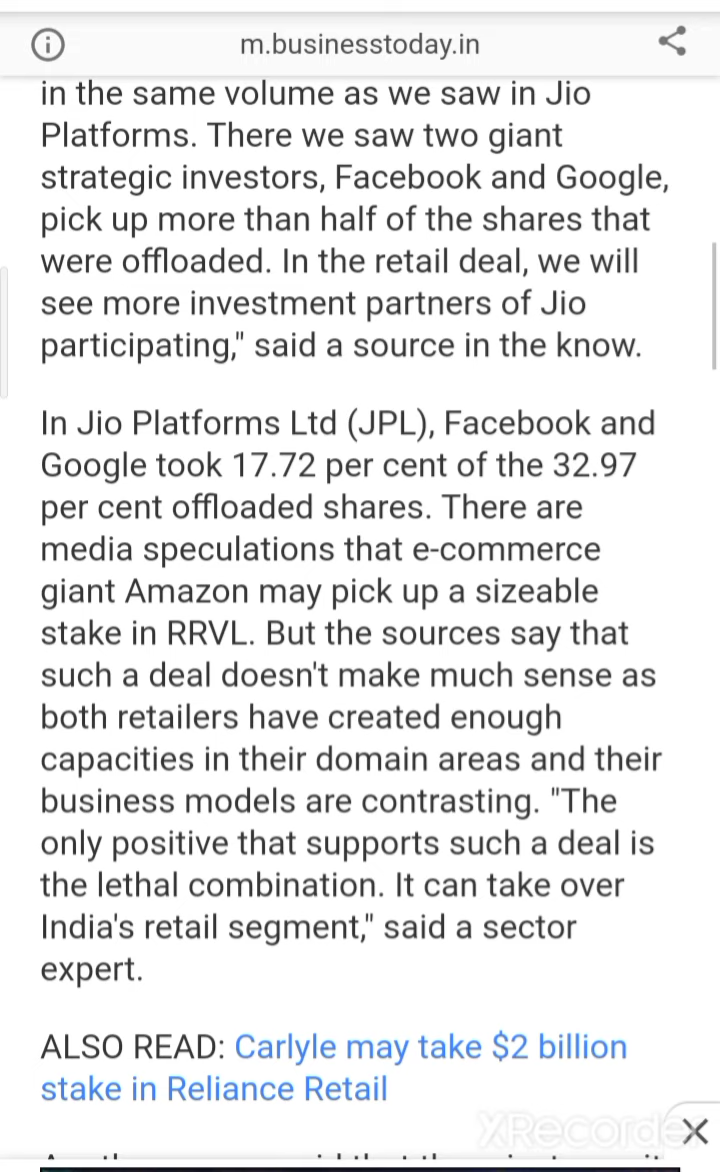 m.businesstoday.in
in the same volume as we saw in Jio
Platforms. There we saw two giant
strategic investors, Facebook and Google,
pick up more than half of the shares that
were offloaded. In the retail deal, we will
see more investment partners of Jio
participating," said a source in the know.
In Jio Platforms Ltd (JPL), Facebook and
Google took 17.72 per cent of the 32.97
per cent offloaded shares. There are
media speculations that e-commerce
giant Amazon may pick up a sizeable
stake in RRVL. But the sources say that
such a deal doesn't make much sense as
both retailers have created enough
capacities in their domain areas and their
business models are contrasting. "The
only positive that supports such a deal is
the lethal combination. It can take over
India's retail segment," said a sector
expert.
ALSO READ: Carlyle may take $2 billion
stake in Reliance Retail
XRecorder